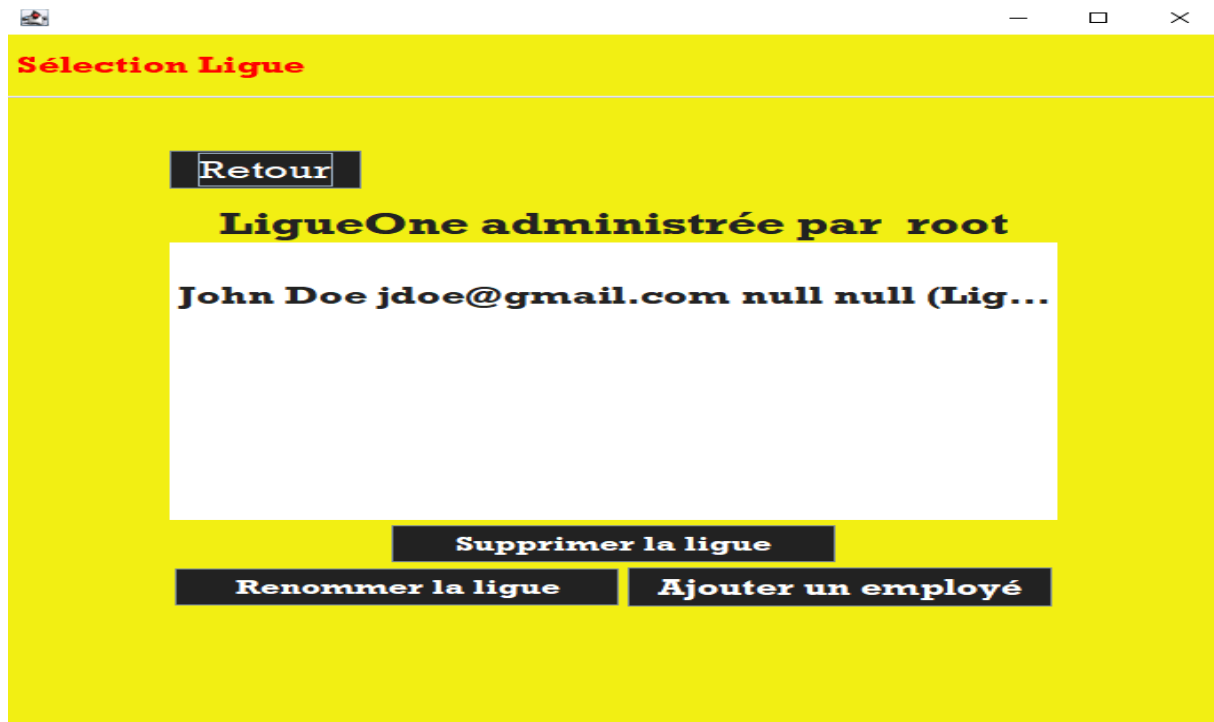 Sélection Ligue
Retour
LigueOne administrée par  root
John Doe jdoe@gmail.com null null (Lig...
Supprimer la ligue
Renommer la ligue
Ajouter un employé